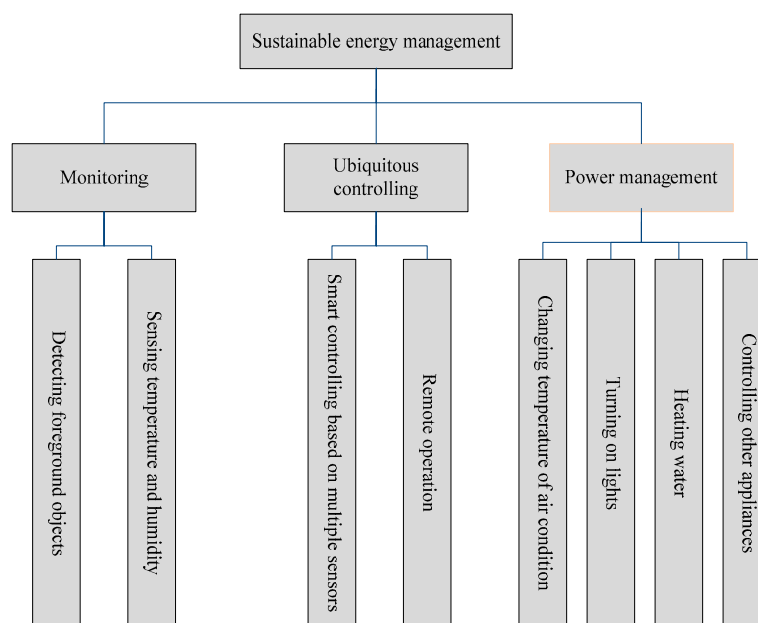 Sustainable energy management
Monitoring
Ubiquitous
controlling
Power management
Detecting foreground
objects
Sensing temperature and humidity
Smart controlling based on multiple sensors
Remote operation
Changing temperature of air
condition
Turning on lights
Heating water
Controlling other appliances